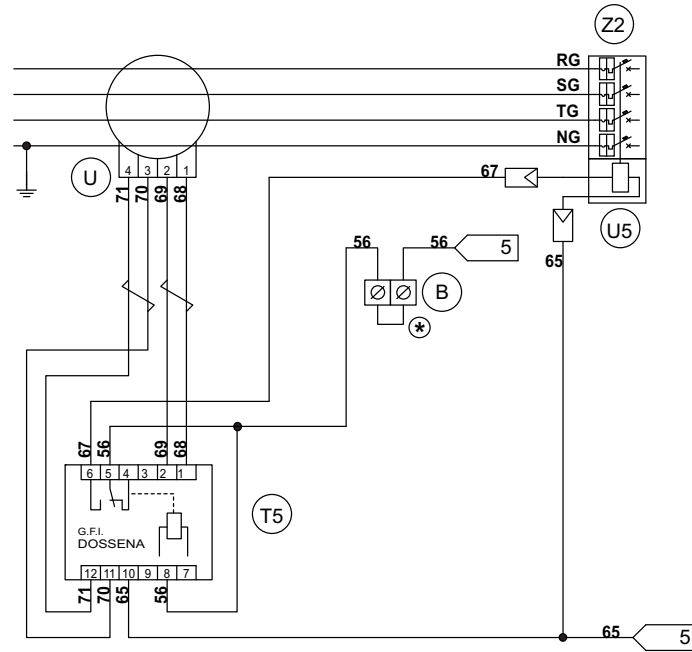 Z2
RG
SG
TG
NG
U
4 3 2 1
71 70 69 68
67
U5
65
56 56 5
B
*
67 56 69 68
6 5 4 3 2 1
G.F.I.
DOSSENA
T5
12 11 10 9 8 7
71 70 65 56
65 5